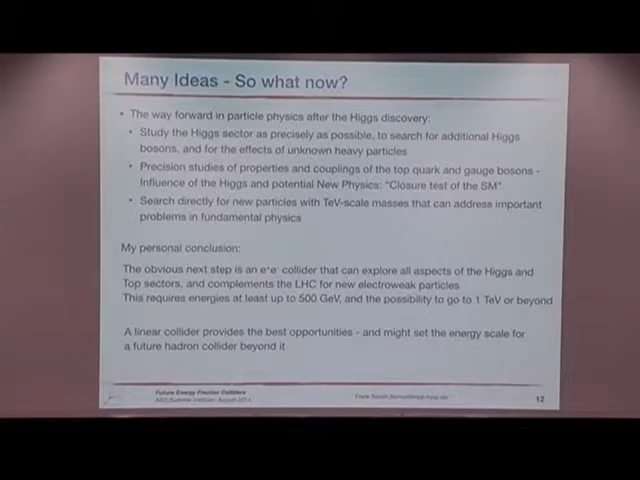 Many Ideas - So what now?
• The way forward in particle physics after the Higgs discovery:
• Study the Higgs sector as precisely as possible, to search for additional Higgs
bosons, and for the effects of unknown heavy particles
• Precision studies of properties and couplings of the top quark and gauge bosons -
Influence of the Higgs and potential New Physics: "Closure test of the SM"
• Search directly for new particles with TeV-scale masses that can address important
problems in fundamental physics
My personal conclusion:
The obvious next step is an e⁺e⁻ collider that can explore all aspects of the Higgs and
Top sectors, and complements the LHC for new electroweak particles
This requires energies at least up to 500 GeV, and the possibility to go to 1 TeV or beyond
A linear collider provides the best opportunities - and might set the energy scale for
a future hadron collider beyond it
Future Energy Frontier Colliders
Summer Institute, August 2014
Frank
12